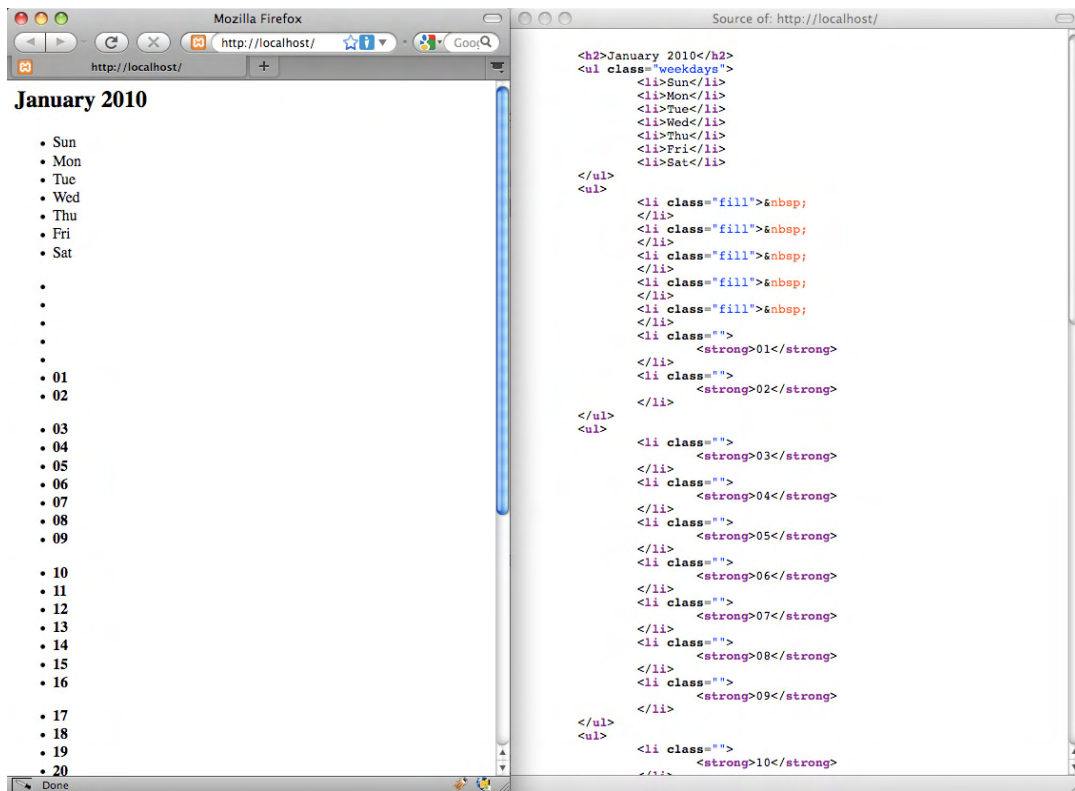 Mozilla Firefox
http://localhost/
Goog
http://localhost/
+
January 2010
• Sun
• Mon
• Tue
• Wed
• Thu
• Fri
• Sat
•
•
•
•
•
• 01
• 02
• 03
• 04
• 05
• 06
• 07
• 08
• 09
• 10
• 11
• 12
• 13
• 14
• 15
• 16
• 17
• 18
• 19
• 20
Done
Source of: http://localhost/
<h2>January 2010</h2>
<ul class="weekdays">
<li>Sun</li>
<li>Mon</li>
<li>Tue</li>
<li>Wed</li>
<li>Thu</li>
<li>Fri</li>
<li>Sat</li>
</ul>
<ul>
<li class="fill">&nbsp;
</li>
<li class="fill">&nbsp;
</li>
<li class="fill">&nbsp;
</li>
<li class="fill">&nbsp;
</li>
<li class="fill">&nbsp;
</li>
<li class="">
<strong>01</strong>
</li>
<li class="">
<strong>02</strong>
</li>
</ul>
<ul>
<li class="">
<strong>03</strong>
</li>
<li class="">
<strong>04</strong>
</li>
<li class="">
<strong>05</strong>
</li>
<li class="">
<strong>06</strong>
</li>
<li class="">
<strong>07</strong>
</li>
<li class="">
<strong>08</strong>
</li>
<li class="">
<strong>09</strong>
</li>
</ul>
<ul>
<li class="">
<strong>10</strong>
</li>